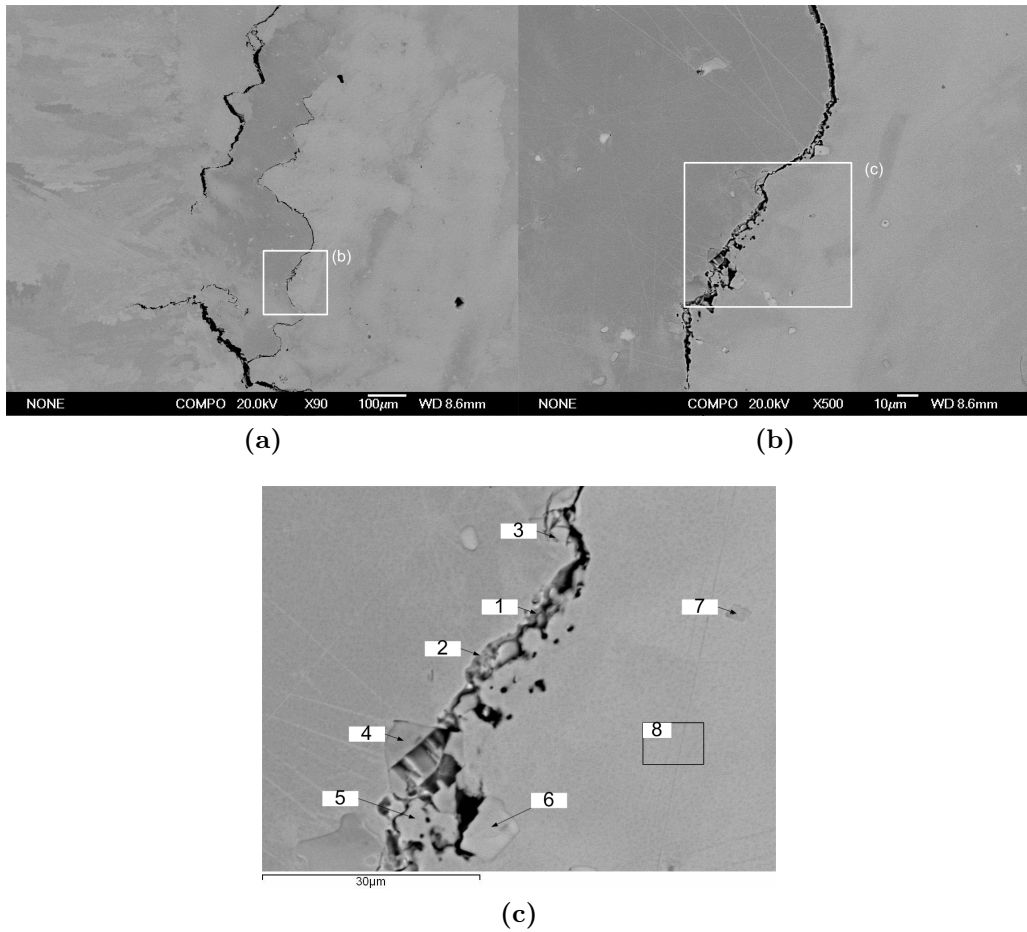 (b)
NONE COMPO 20.0kV X90 100µm WD 8.6mm
(a)
(c)
NONE COMPO 20.0kV X500 10µm WD 8.6mm
(b)
3
1
7
2
8
4
5
6
30µm
(c)